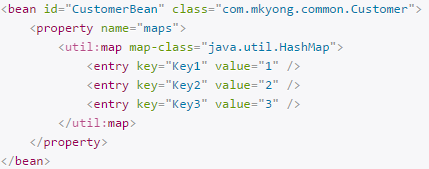 <bean id="CustomerBean" class="com.mkyong.common.Customer">
<property name="maps">
<util:map map-class="java.util.HashMap">
<entry key="Key1" value="1" />
<entry key="Key2" value="2" />
<entry key="Key3" value="3" />
</util:map>
</property>
</bean>